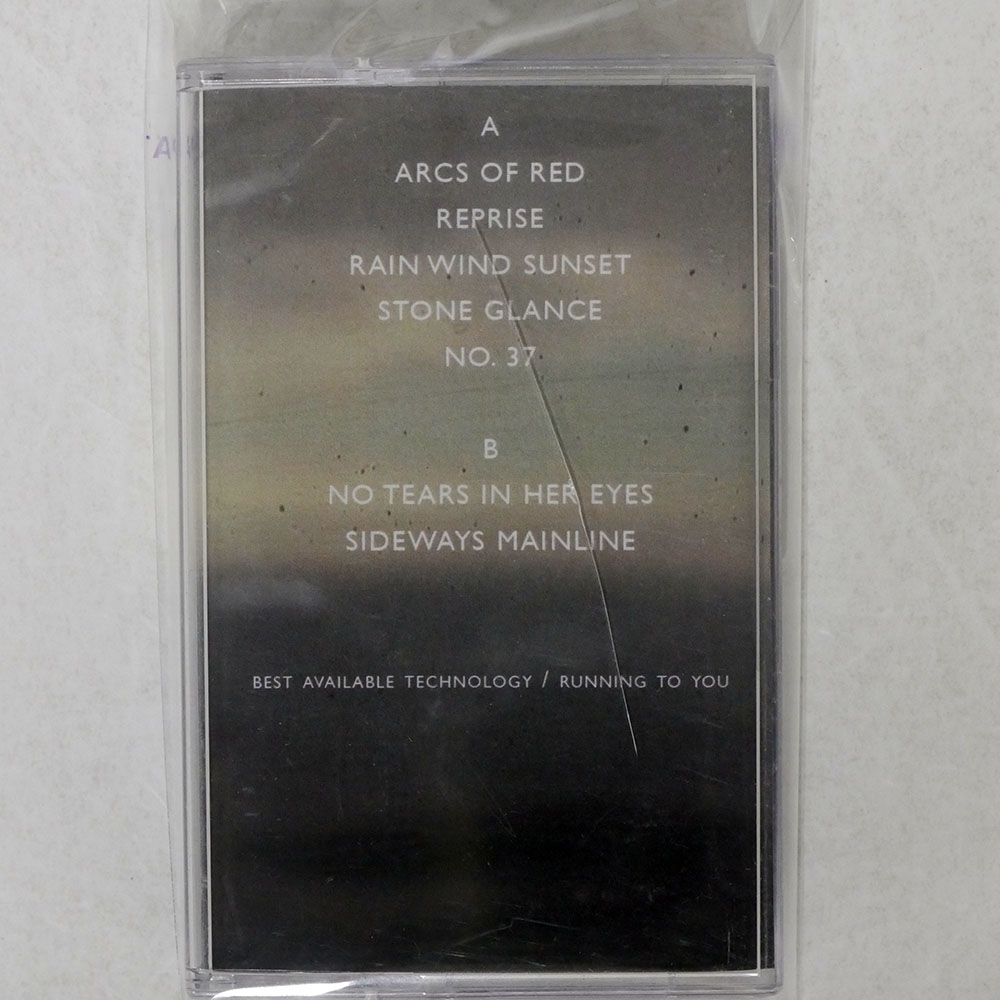 A
ARCS OF RED
REPRISE
RAIN WIND SUNSET
STONE GLANCE
NO. 37
B
NO TEARS IN HER EYES
SIDEWAYS MAINLINE
BEST AVAILABLE TECHNOLOGY / RUNNING TO YOU